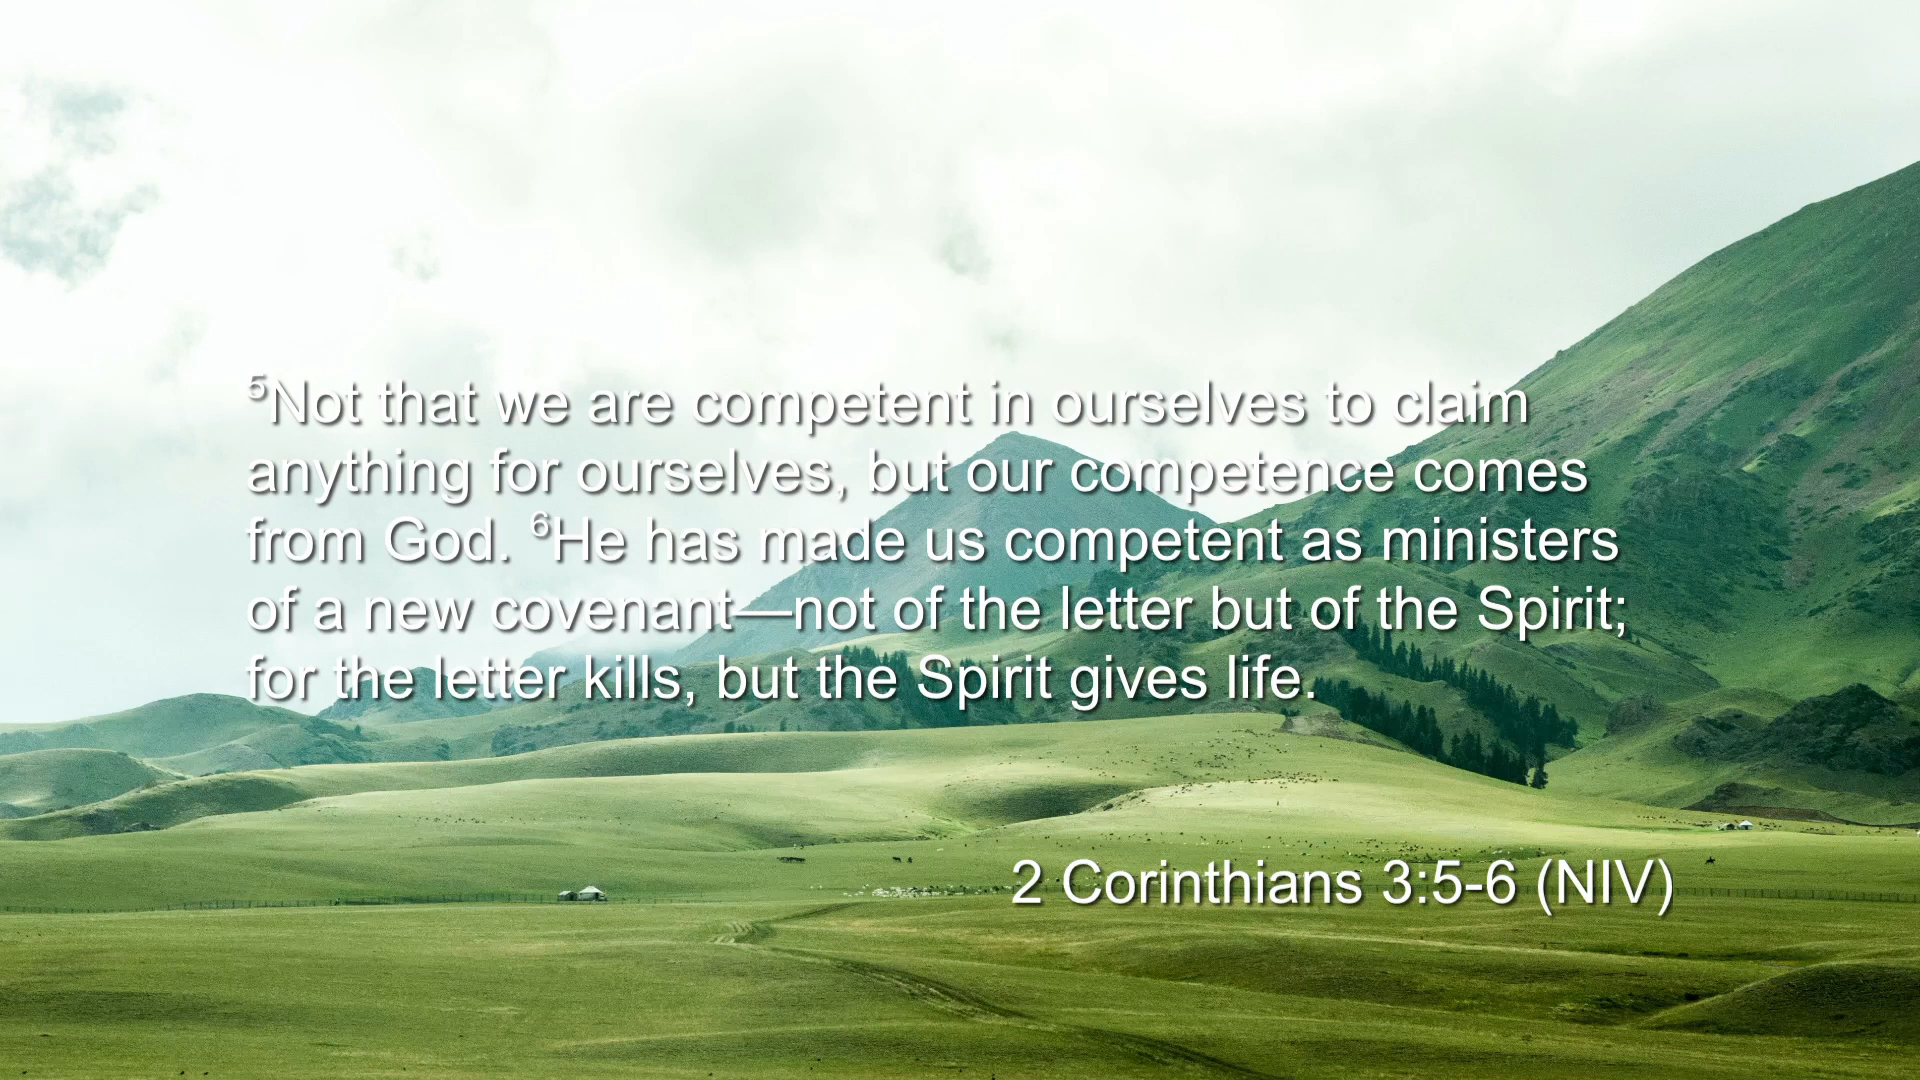 ⁵Not that we are competent in ourselves to claim
anything for ourselves, but our competence comes
from God. ⁶He has made us competent as ministers
of a new covenant—not of the letter but of the Spirit;
for the letter kills, but the Spirit gives life.
2 Corinthians 3:5-6 (NIV)